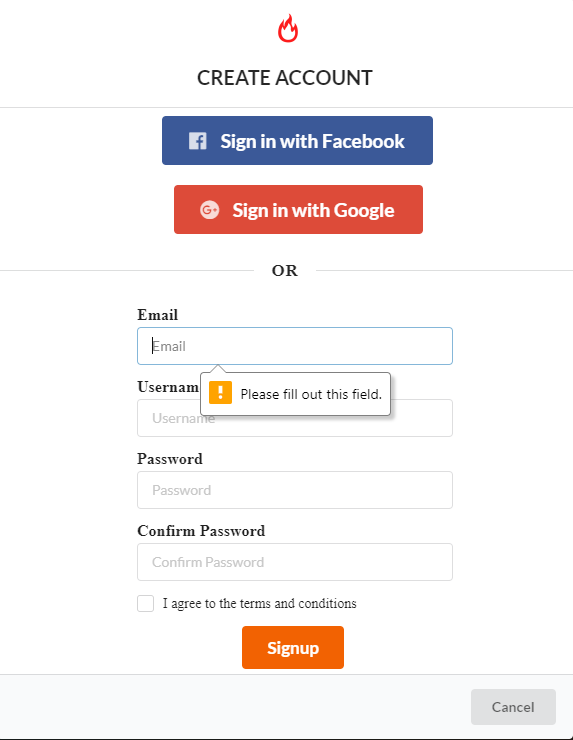 CREATE ACCOUNT
Sign in with Facebook
G+ Sign in with Google
OR
Email
Email
Usernam
Please fill out this field.
Username
Password
Password
Confirm Password
Confirm Password
I agree to the terms and conditions
Signup
Cancel